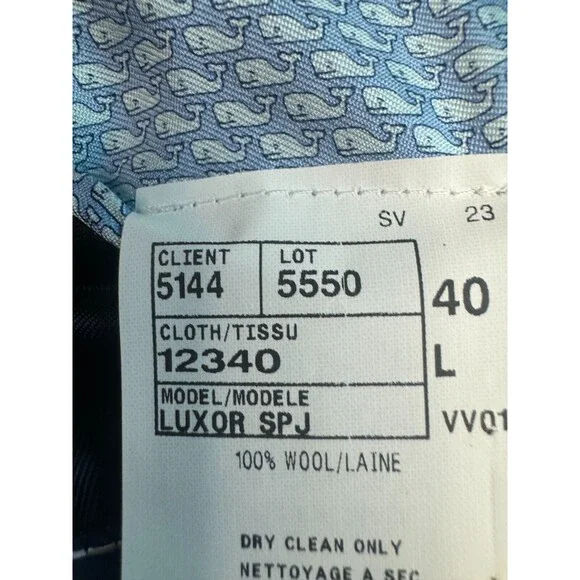 SV 23
CLIENT LOT
5144 5550
40
CLOTH/TISSU
12340
L
MODEL/MODELE
LUXOR SPJ
VV01
100% WOOL/LAINE
DRY CLEAN ONLY
NETTOYAGE A SEC